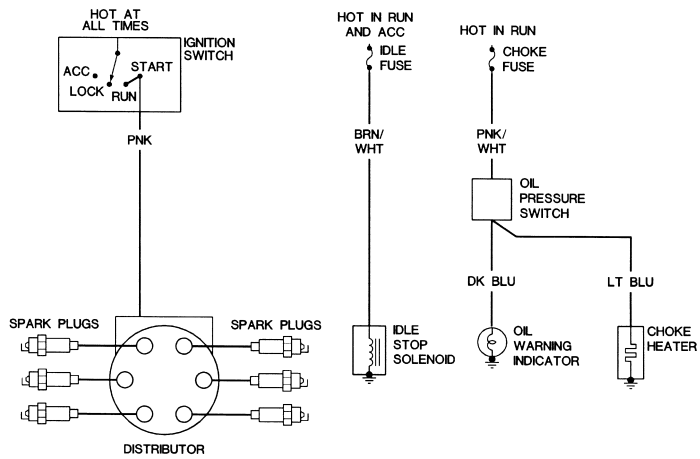 HOT AT
ALL TIMES
IGNITION
SWITCH
ACC
START
LOCK
RUN
PNK
HOT IN RUN
AND ACC
IDLE
FUSE
BRN/
WHT
HOT IN RUN
CHOKE
FUSE
PNK/
WHT
OIL
PRESSURE
SWITCH
DK BLU
LT BLU
SPARK PLUGS
SPARK PLUGS
DISTRIBUTOR
IDLE
STOP
SOLENOID
OIL
WARNING
INDICATOR
CHOKE
HEATER